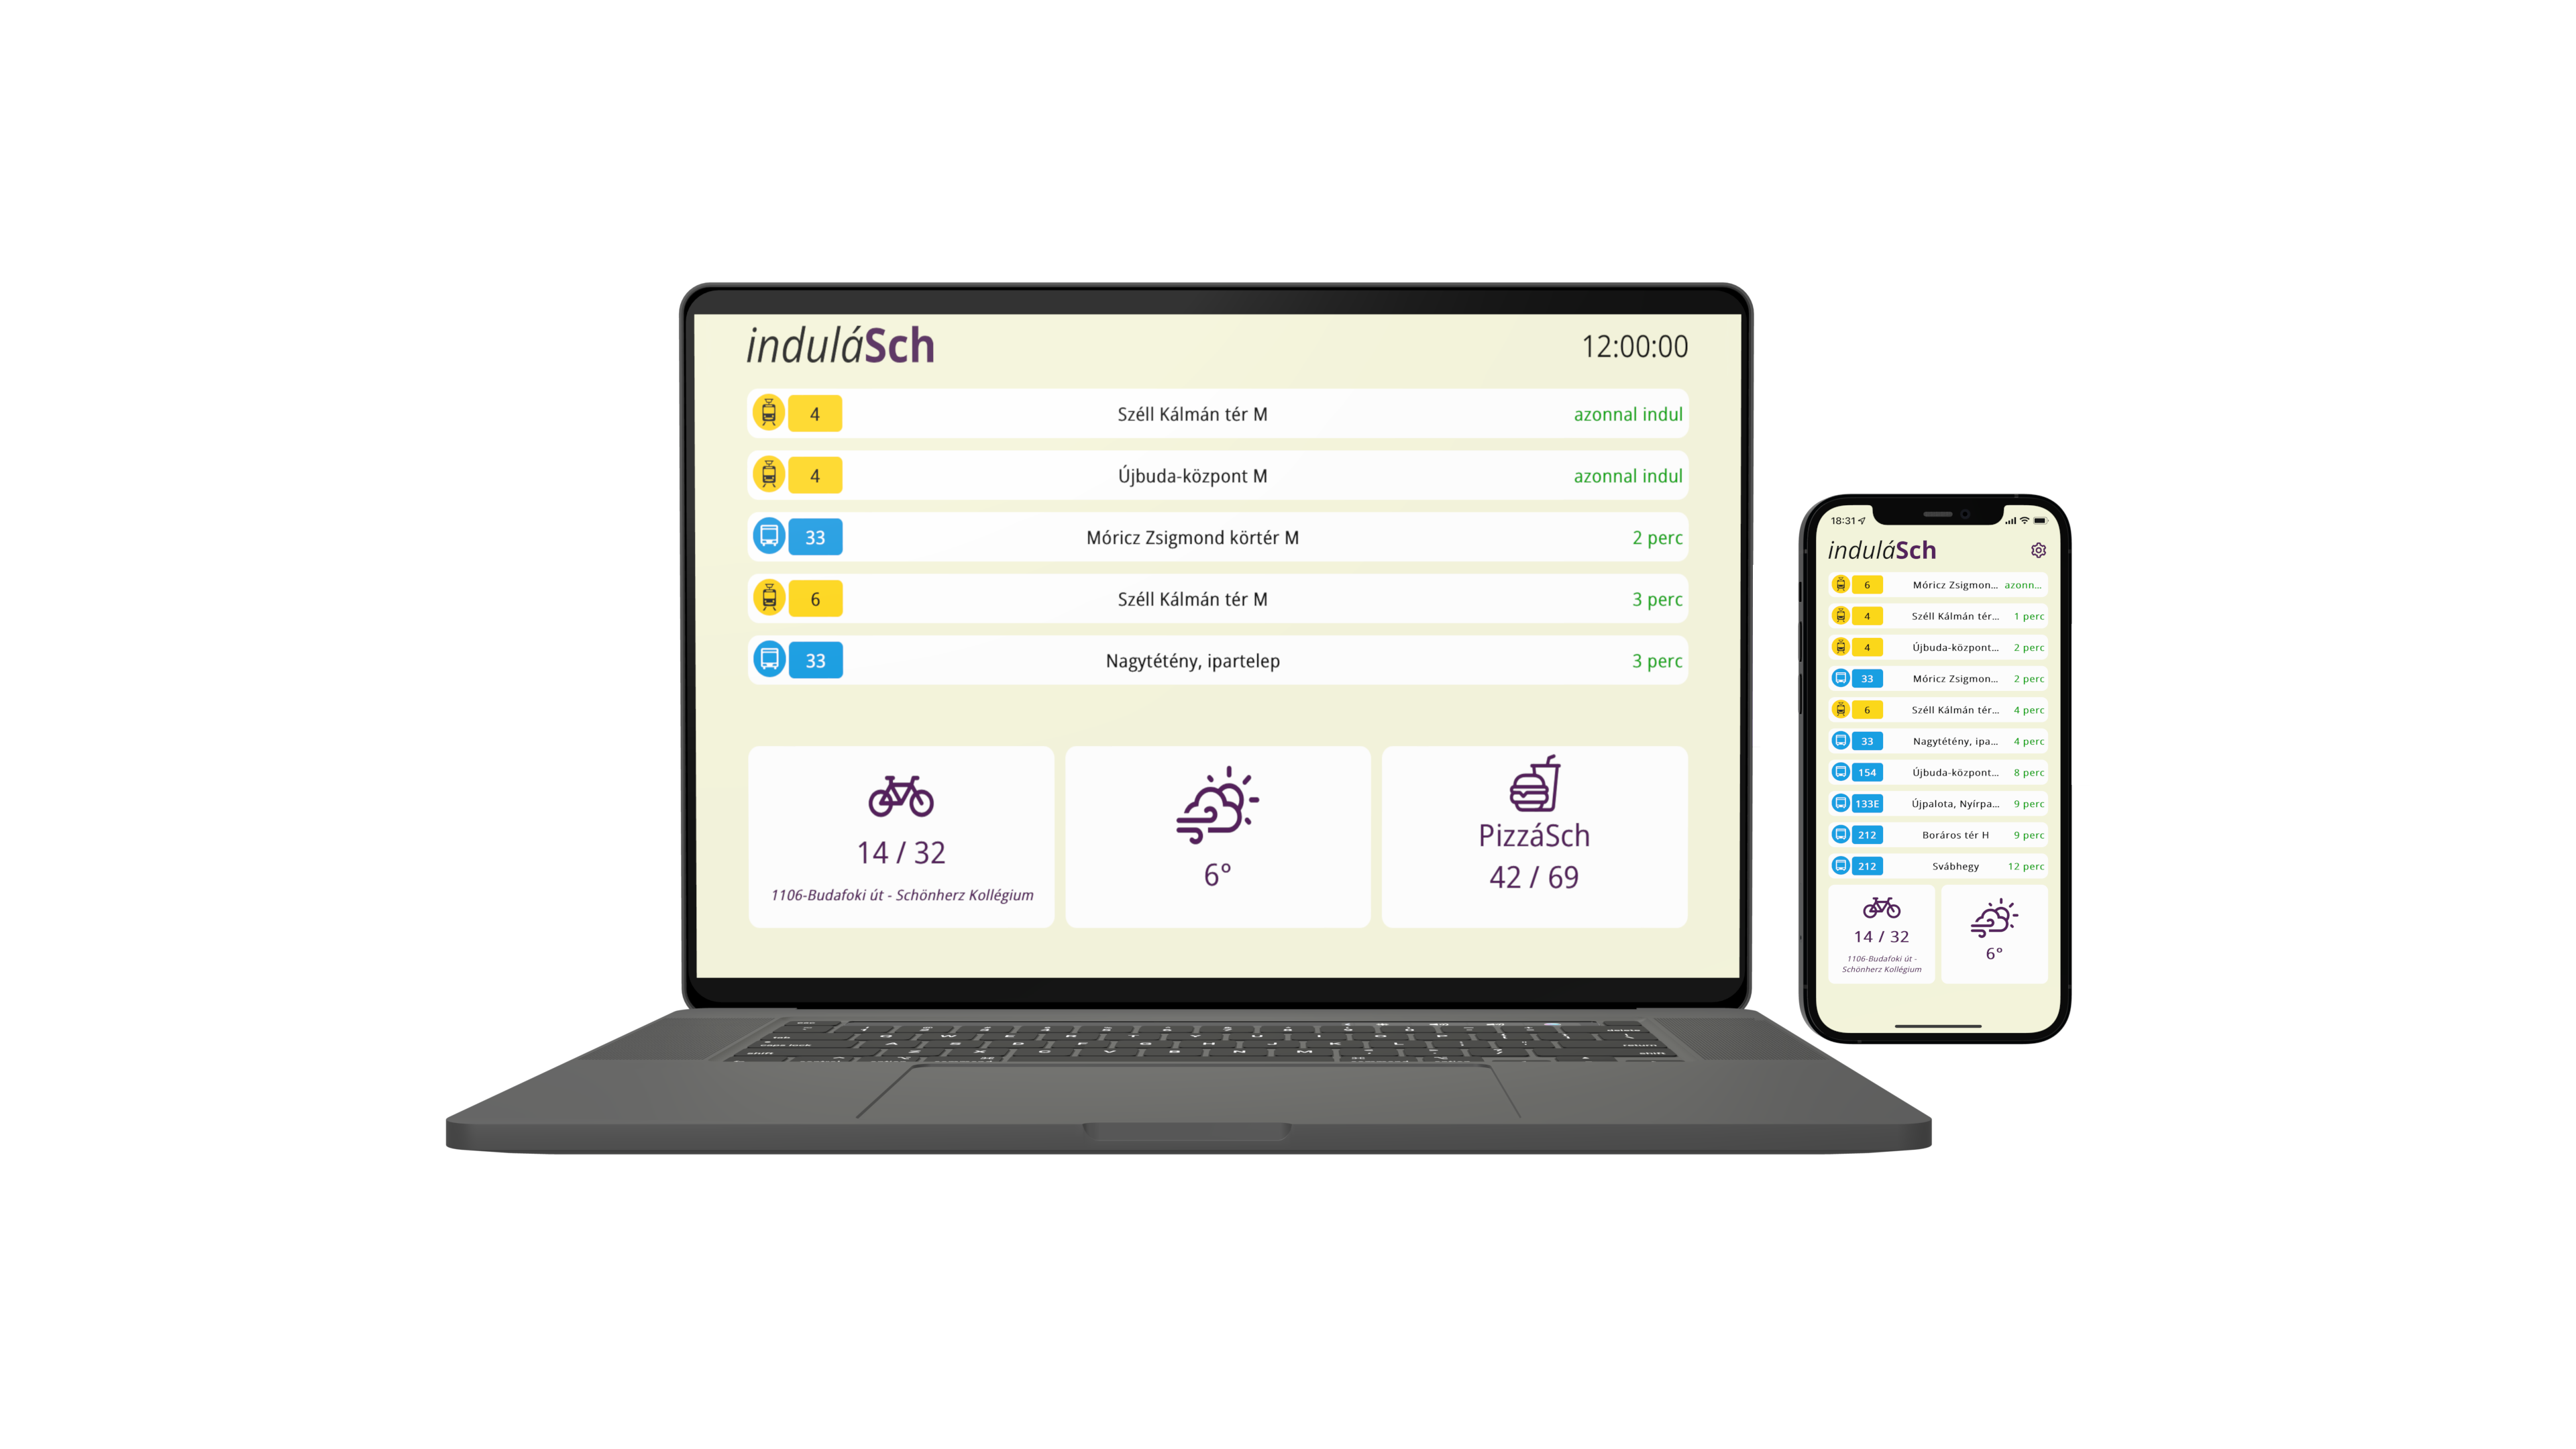 induláSch
12:00:00
4 Széll Kálmán tér M azonnal indul
4 Újbuda-központ M azonnal indul
33 Móricz Zsigmond körtér M 2 perc
6 Széll Kálmán tér M 3 perc
33 Nagytétény, ipartelep 3 perc
14 / 32
1106-Budafoki út - Schönherz Kollégium
6°
PizzáSch
42 / 69
18:31
induláSch
6 Móricz Zsigmon... azonn...
4 Széll Kálmán tér... 1 perc
4 Újbuda-központ... 2 perc
33 Móricz Zsigmon... 2 perc
6 Széll Kálmán tér... 4 perc
33 Nagytétény, ipa... 4 perc
154 Újbuda-központ... 8 perc
133E Újpalota, Nyírpa... 9 perc
212 Boráros tér H 9 perc
212 Svábhegy 12 perc
14 / 32
1106-Budafoki út -
Schönherz Kollégium
6°